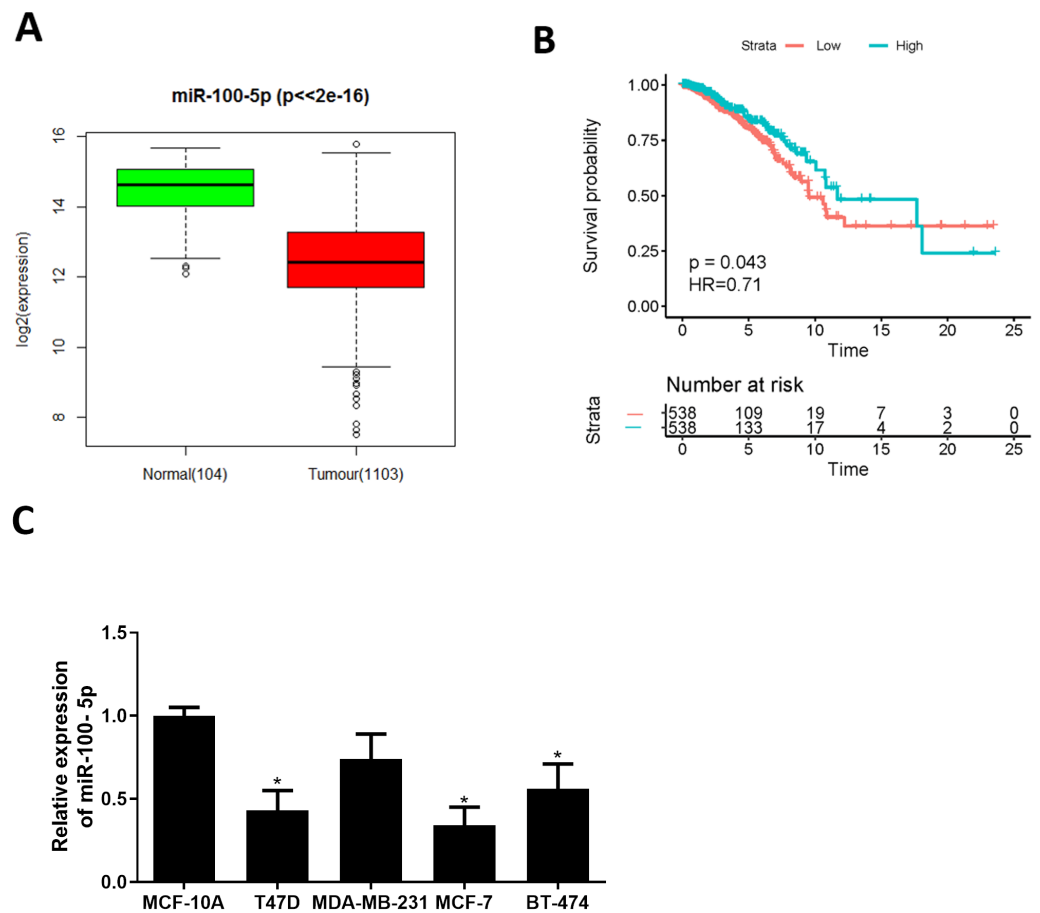 A
miR-100-5p (p<<2e-16)
log2(expression)
16
14
12
10
8
Normal(104) Tumour(1103)
B
Strata Low High
Survival probability
1.00
0.75
0.50
0.25
0.00
p = 0.043
HR=0.71
0 5 10 15 20 25
Time
Number at risk
Strata
538 109 19 7 3 0
538 133 17 4 2 0
0 5 10 15 20 25
Time
C
Relative expression
of miR-100- 5p
1.5
1.0
0.5
0.0
* * *
MCF-10A T47D MDA-MB-231 MCF-7 BT-474